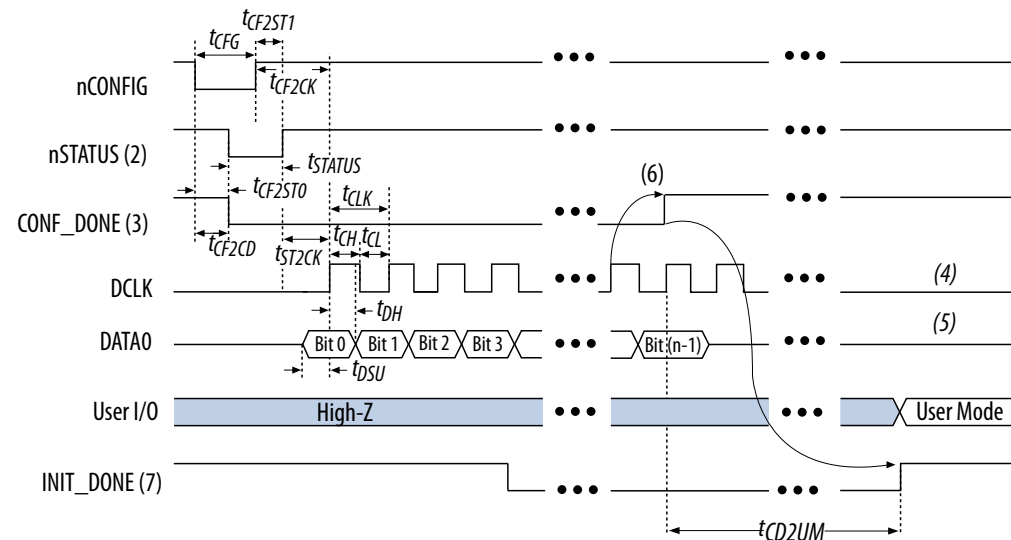 tCF2ST1
tCFG
nCONFIG
tCF2CK
nSTATUS (2)
tSTATUS
tCF2ST0
tCLK
(6)
CONF_DONE (3)
tCF2CD
tST2CK
tCH
tCL
DCLK
(4)
tDH
DATA0
Bit 0
Bit 1
Bit 2
Bit 3
Bit (n-1)
(5)
tDSU
User I/O
High-Z
User Mode
INIT_DONE (7)
tCD2UM